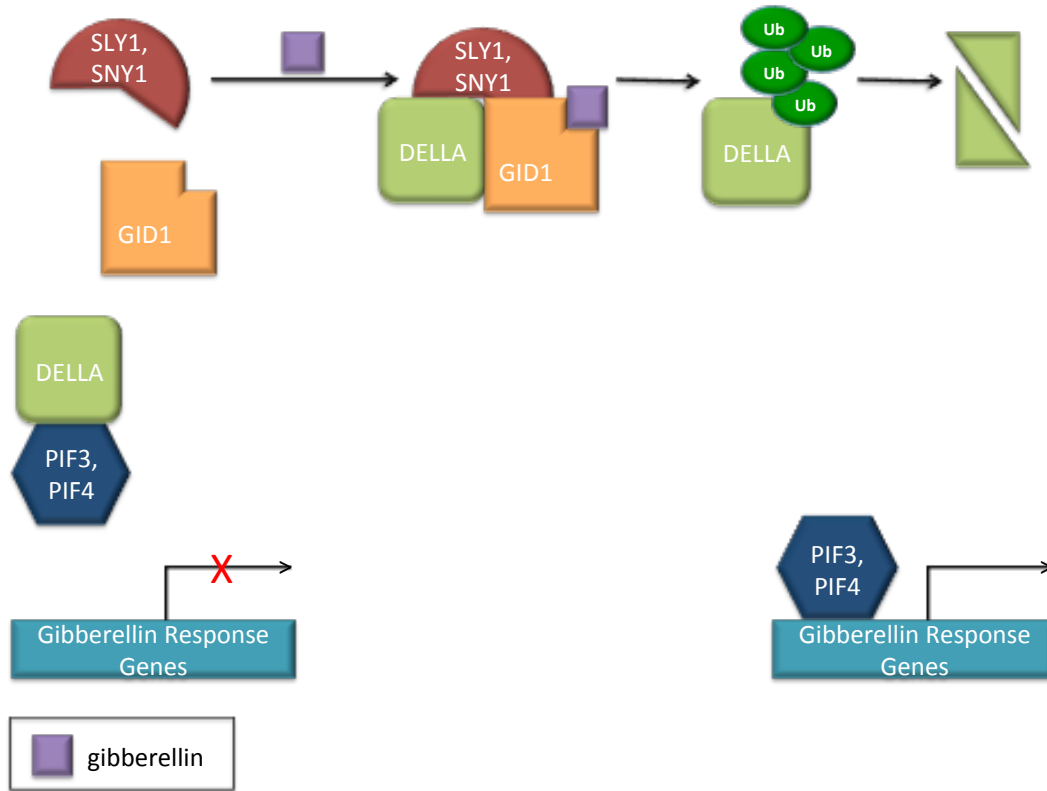 SLY1,
SNY1
SLY1,
SNY1
DELLA
GID1
Ub
Ub
Ub
Ub
DELLA
GID1
DELLA
PIF3,
PIF4
X
Gibberellin Response
Genes
PIF3,
PIF4
Gibberellin Response
Genes
gibberellin